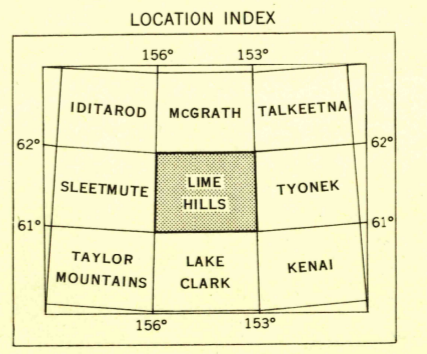 LOCATION INDEX
156° 153°
IDITAROD McGRATH TALKEETNA
62° 62°
SLEETMUTE LIME HILLS TYONEK
61° 61°
TAYLOR MOUNTAINS LAKE CLARK KENAI
156° 153°